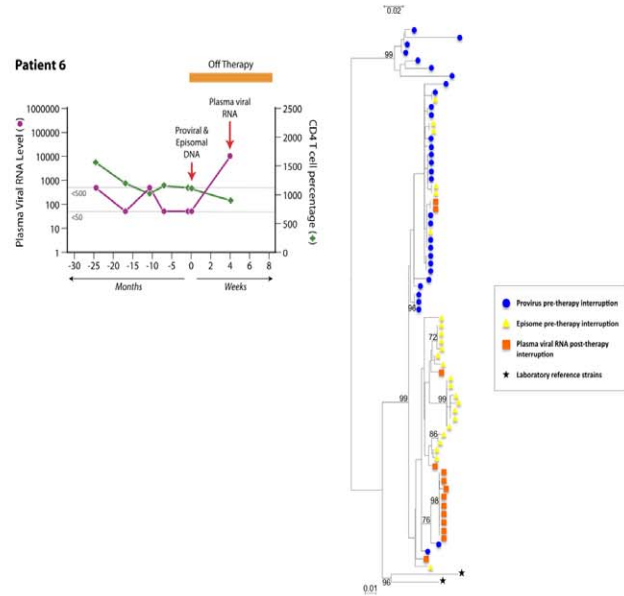 0.02
Off Therapy
Patient 6
Plasma viral
RNA
Proviral &
Episomal
DNA
Plasma Viral RNA Level (●)
1000000
100000
10000
1000
100
10
1
<500
<50
2500
2000
1500
1000
500
0
CD4 T cell percentage (◆)
-30 -25 -20 -15 -10 -5 0 2 4 6 8
Months
Weeks
99
96
72
99
99
86
98
76
96
0.01
Provirus pre-therapy interruption
Episome pre-therapy interruption
Plasma viral RNA post-therapy
interruption
Laboratory reference strains